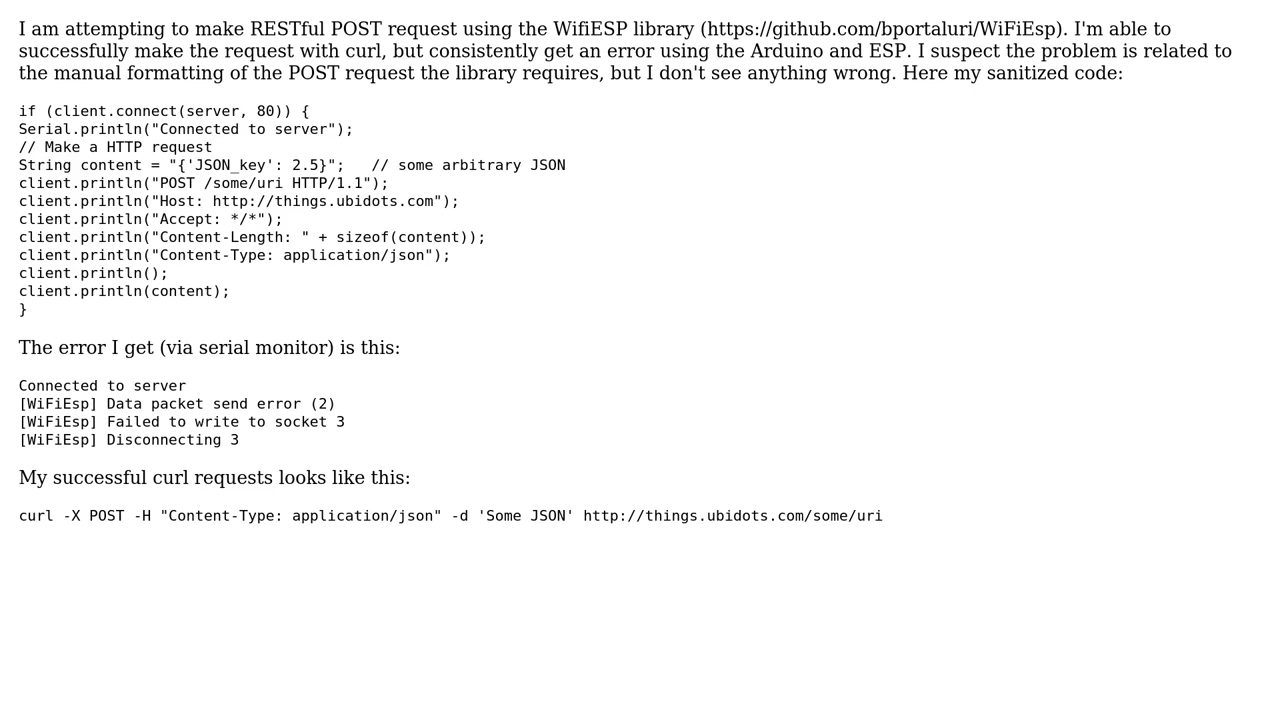 I am attempting to make RESTful POST request using the WifiESP library (https://github.com/bportaluri/WiFiEsp). I'm able to
successfully make the request with curl, but consistently get an error using the Arduino and ESP. I suspect the problem is related to
the manual formatting of the POST request the library requires, but I don't see anything wrong. Here my sanitized code:
if (client.connect(server, 80)) {
Serial.println("Connected to server");
// Make a HTTP request
String content = "{'JSON_key': 2.5}";   // some arbitrary JSON
client.println("POST /some/uri HTTP/1.1");
client.println("Host: http://things.ubidots.com");
client.println("Accept: */*");
client.println("Content-Length: " + sizeof(content));
client.println("Content-Type: application/json");
client.println();
client.println(content);
}
The error I get (via serial monitor) is this:
Connected to server
[WiFiEsp] Data packet send error (2)
[WiFiEsp] Failed to write to socket 3
[WiFiEsp] Disconnecting 3
My successful curl requests looks like this:
curl -X POST -H "Content-Type: application/json" -d 'Some JSON' http://things.ubidots.com/some/uri